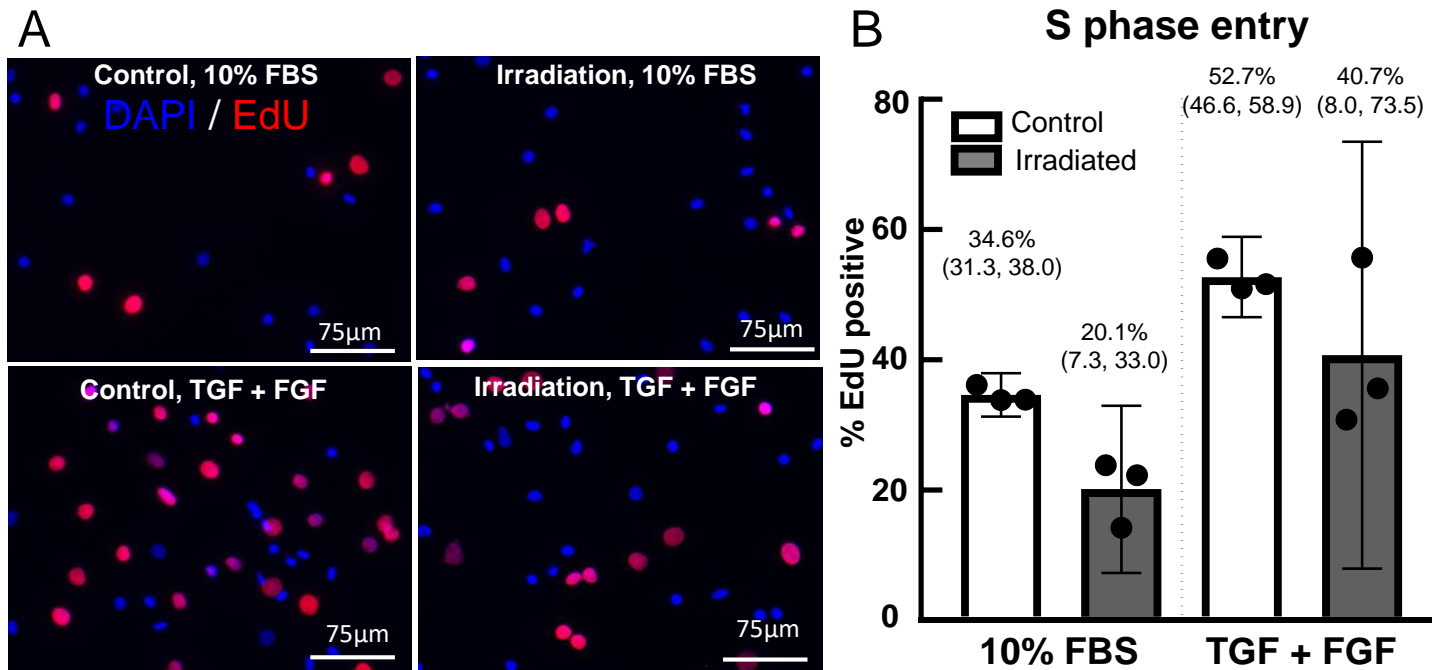 A
Control, 10% FBS
DAPI / EdU
75µm
Irradiation, 10% FBS
75µm
Control, TGF + FGF
75µm
Irradiation, TGF + FGF
75µm
B
S phase entry
% EdU positive
80
60
40
20
0
Control
Irradiated
34.6%
(31.3, 38.0)
20.1%
(7.3, 33.0)
52.7%
(46.6, 58.9)
40.7%
(8.0, 73.5)
10% FBS
TGF + FGF